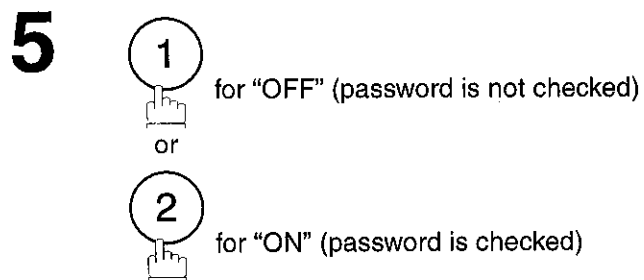 5
1
for “OFF” (password is not checked)
or
2
for “ON” (password is checked)